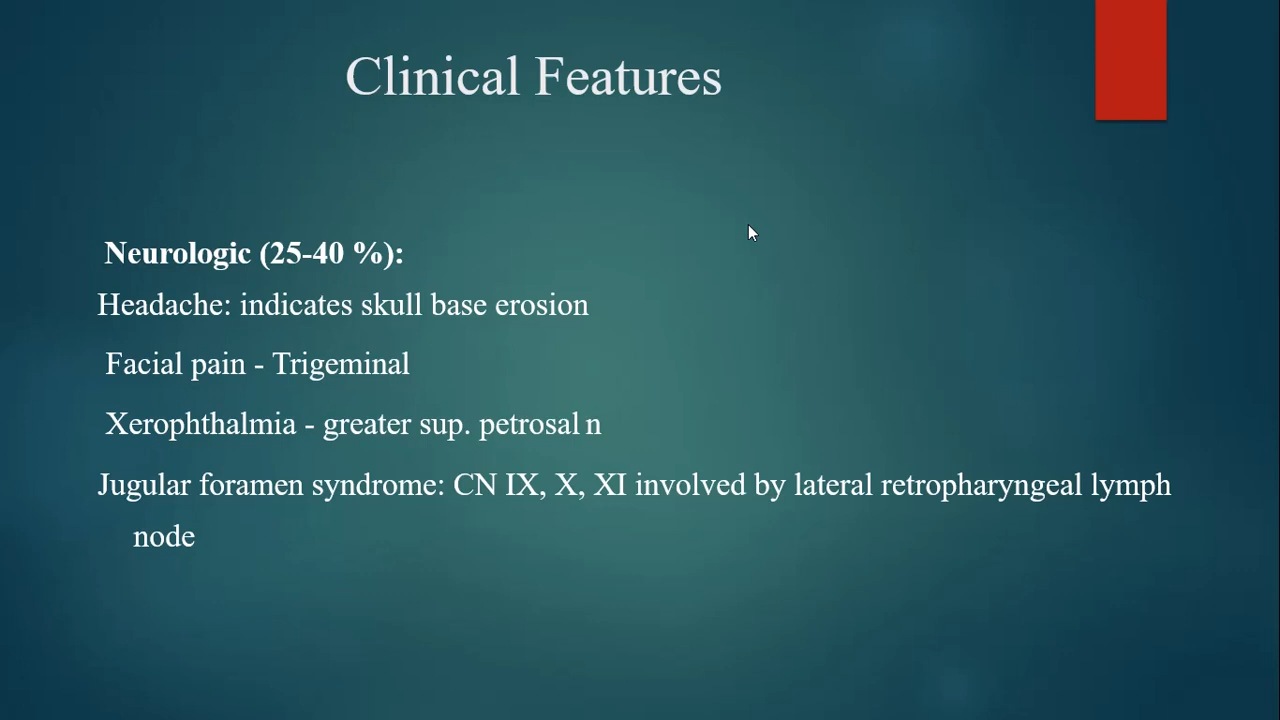 Clinical Features
Neurologic (25-40 %):
Headache: indicates skull base erosion
Facial pain - Trigeminal
Xerophthalmia - greater sup. petrosal n
Jugular foramen syndrome: CN IX, X, XI involved by lateral retropharyngeal lymph
node